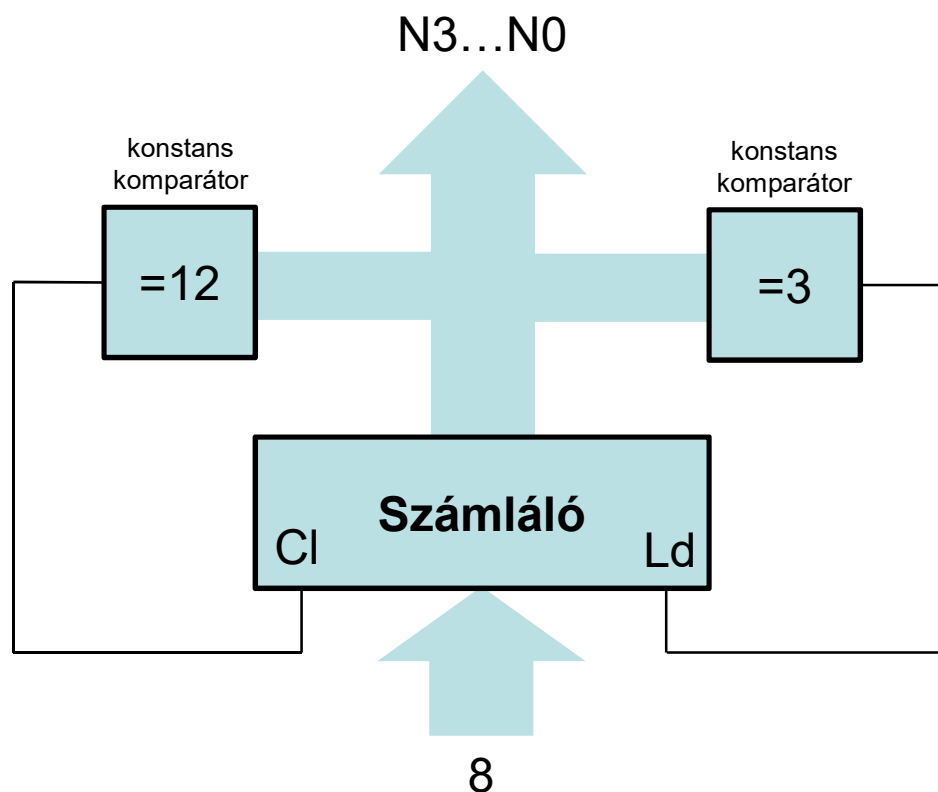 N3…N0
konstans
komparátor
konstans
komparátor
=12
=3
Számláló
Cl
Ld
8